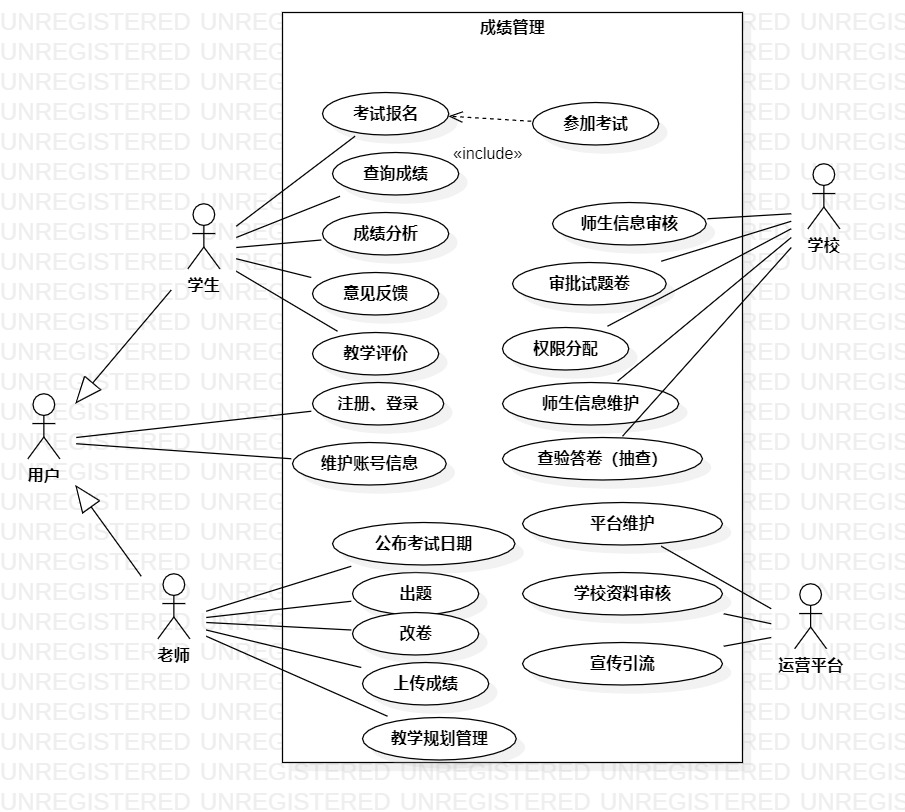 成绩管理
考试报名
参加考试
«include»
查询成绩
成绩分析
意见反馈
教学评价
注册、登录
维护账号信息
公布考试日期
出题
改卷
上传成绩
教学规划管理
师生信息审核
审批试题卷
权限分配
师生信息维护
查验答卷（抽查）
平台维护
学校资料审核
宣传引流
学生
用户
老师
学校
运营平台
UNREGISTERED